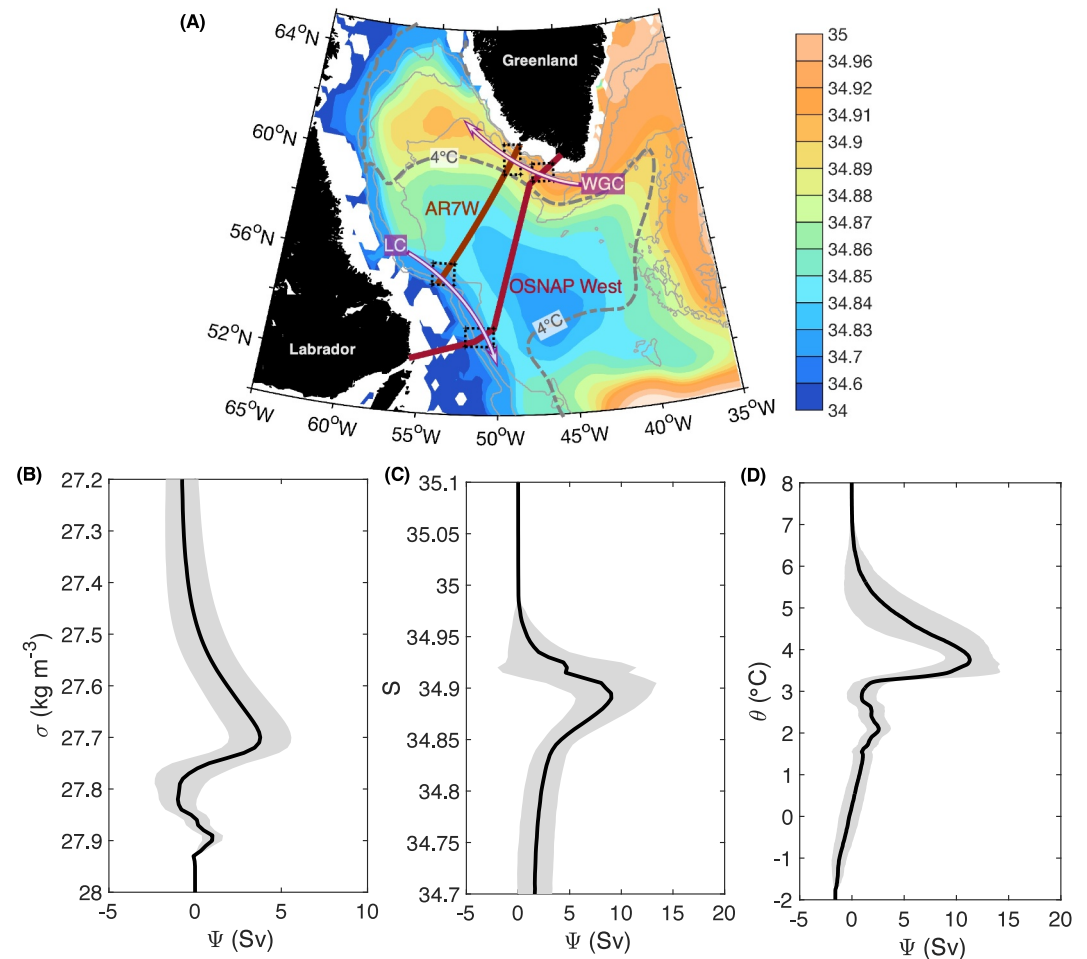 (A)
64°N
60°N
56°N
52°N
65°W
60°W
55°W
50°W
45°W
40°W
35°W
Greenland
Labrador
4°C
WGC
AR7W
LC
OSNAP West
4°C
35
34.96
34.92
34.91
34.9
34.89
34.88
34.87
34.86
34.85
34.84
34.83
34.7
34.6
34
(B)
27.2
27.3
27.4
27.5
27.6
27.7
27.8
27.9
28
σ (kg m⁻³)
-5
0
5
10
Ψ (Sv)
(C)
35.1
35.05
35
34.95
34.9
34.85
34.8
34.75
34.7
S
-5
0
5
10
15
20
Ψ (Sv)
(D)
8
7
6
5
4
3
2
1
0
-1
-2
θ (°C)
-5
0
5
10
15
20
Ψ (Sv)